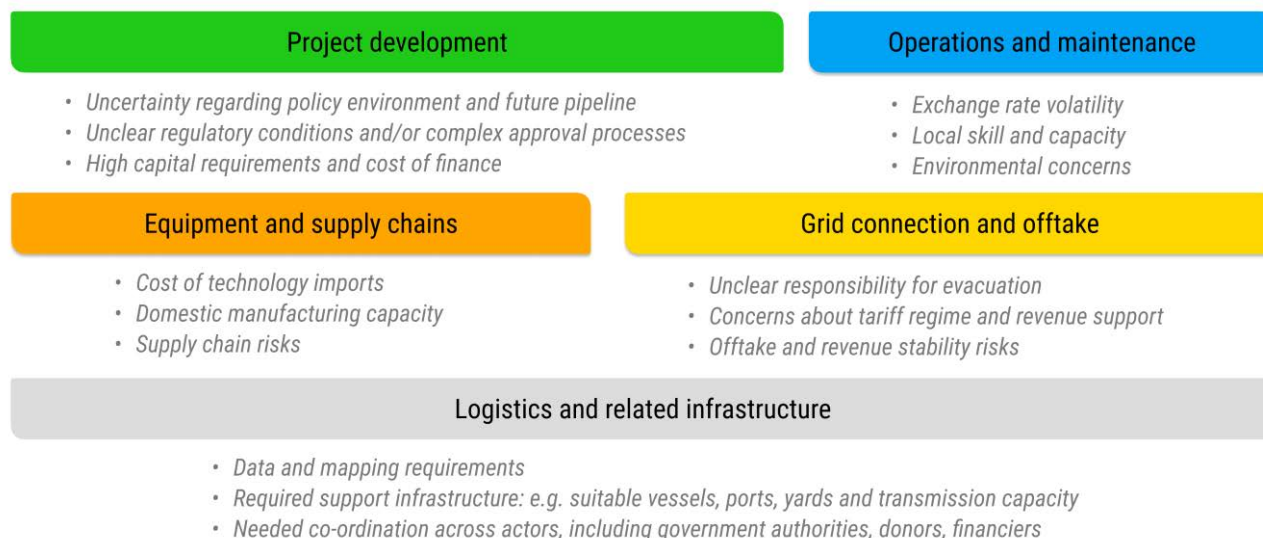 Project development
• Uncertainty regarding policy environment and future pipeline
• Unclear regulatory conditions and/or complex approval processes
• High capital requirements and cost of finance
Operations and maintenance
• Exchange rate volatility
• Local skill and capacity
• Environmental concerns
Equipment and supply chains
• Cost of technology imports
• Domestic manufacturing capacity
• Supply chain risks
Grid connection and offtake
• Unclear responsibility for evacuation
• Concerns about tariff regime and revenue support
• Offtake and revenue stability risks
Logistics and related infrastructure
• Data and mapping requirements
• Required support infrastructure: e.g. suitable vessels, ports, yards and transmission capacity
• Needed co-ordination across actors, including government authorities, donors, financiers